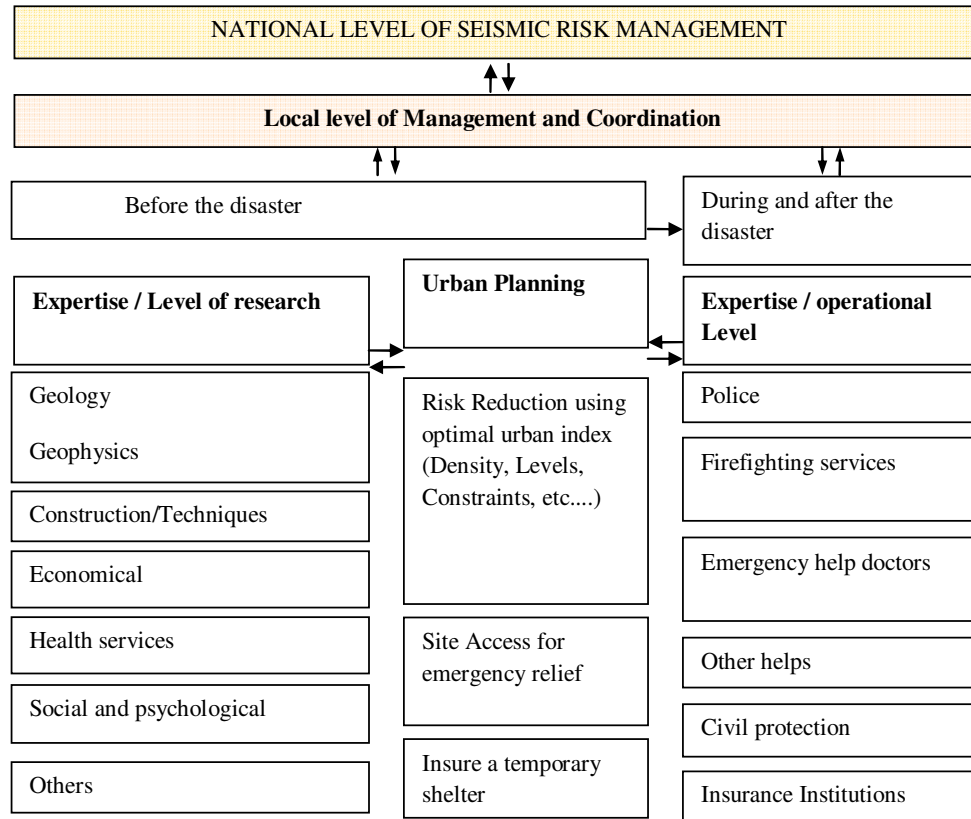 NATIONAL LEVEL OF SEISMIC RISK MANAGEMENT
Local level of Management and Coordination
Before the disaster
During and after the
disaster
Expertise / Level of research
Urban Planning
Expertise / operational
Level
Geology
Geophysics
Construction/Techniques
Economical
Health services
Social and psychological
Others
Risk Reduction using
optimal urban index
(Density, Levels,
Constraints, etc....)
Site Access for
emergency relief
Insure a temporary
shelter
Police
Firefighting services
Emergency help doctors
Other helps
Civil protection
Insurance Institutions